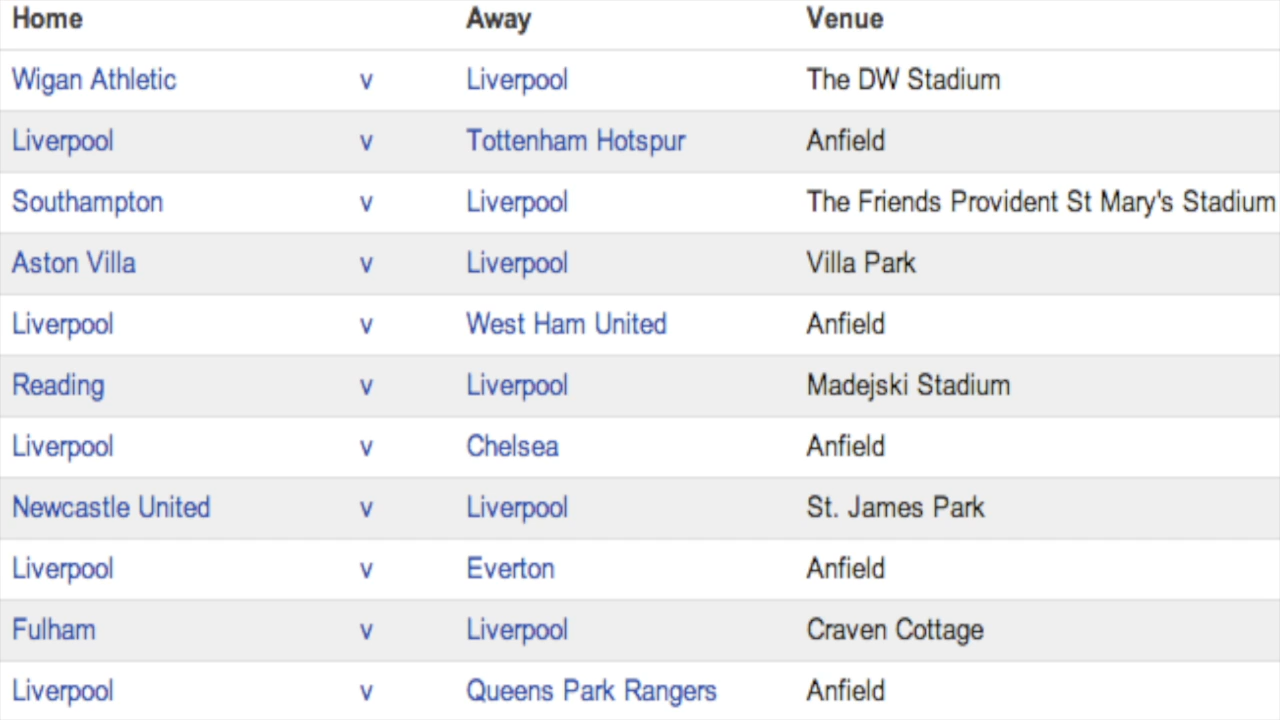 Home Away Venue
Wigan Athletic v Liverpool The DW Stadium
Liverpool v Tottenham Hotspur Anfield
Southampton v Liverpool The Friends Provident St Mary's Stadium
Aston Villa v Liverpool Villa Park
Liverpool v West Ham United Anfield
Reading v Liverpool Madejski Stadium
Liverpool v Chelsea Anfield
Newcastle United v Liverpool St. James Park
Liverpool v Everton Anfield
Fulham v Liverpool Craven Cottage
Liverpool v Queens Park Rangers Anfield